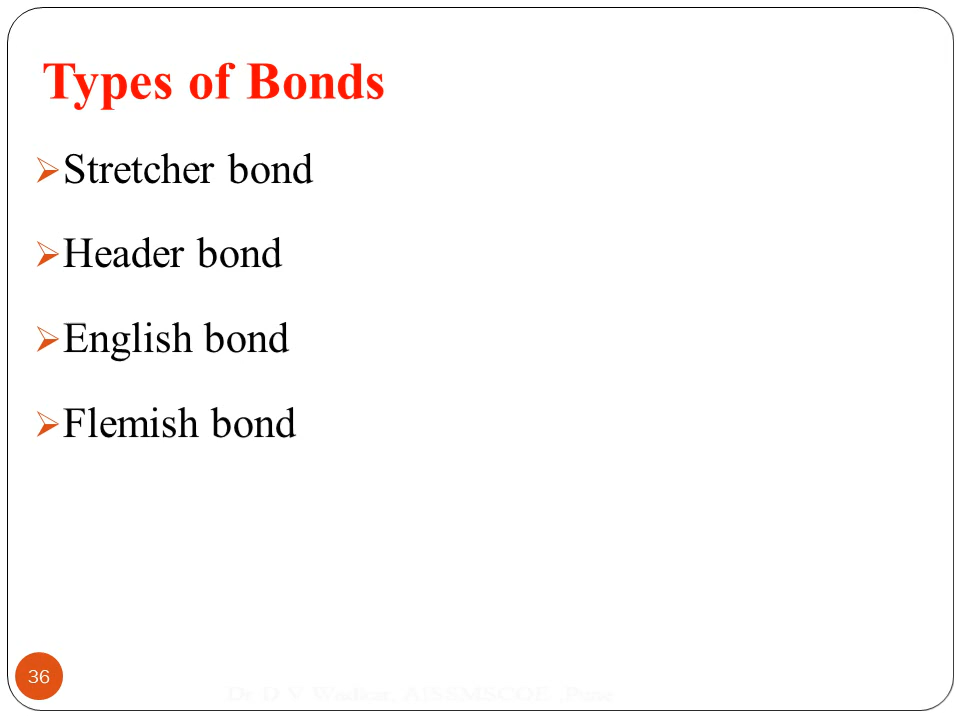 Types of Bonds
Stretcher bond
Header bond
English bond
Flemish bond
36
Dr D V Wadkar, AISSMSCOE ,Pune